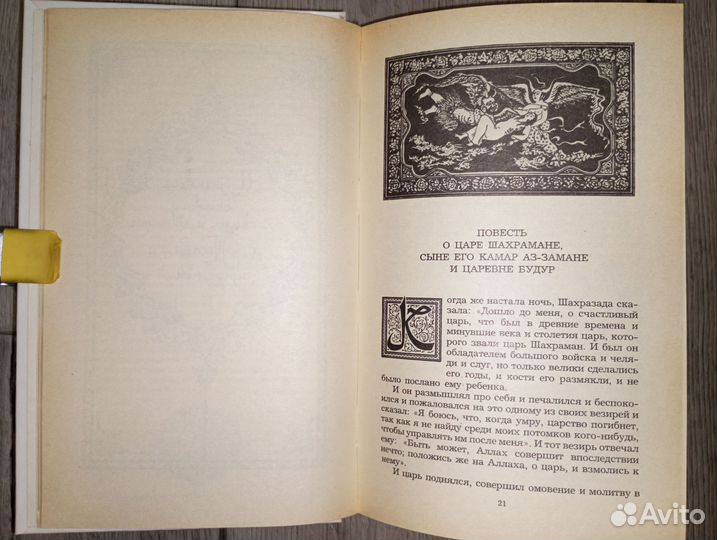 ПОВЕСТЬ
О ЦАРЕ ШАХРАМАНЕ,
СЫНЕ ЕГО КАМАР АЗ-ЗАМАНЕ
И ЦАРЕВНЕ БУДУР
Когда же настала ночь, Шахразада ска-
зала: «Дошло до меня, о счастливый
царь, что был в древние времена и
минувшие века и столетия царь, кото-
рого звали царь Шахраман. И был он
обладателем большого войска и челя-
ди и слуг, но только велики сделались
его годы, и кости его размякли, и не
было послано ему ребенка.
И он размышлял про себя и печалился и беспоко-
ился и пожаловался на это одному из своих везирей и
сказал: «Я боюсь, что, когда умру, царство погибнет,
так как я не найду среди моих потомков кого-нибудь,
чтобы управлять им после меня». И тот везирь отвечал
ему: «Быть может, Аллах совершит впоследствии
нечто; положись же на Аллаха, о царь, и взмолись к
нему».
И царь поднялся, совершил омовение и молитву в
21
Avito